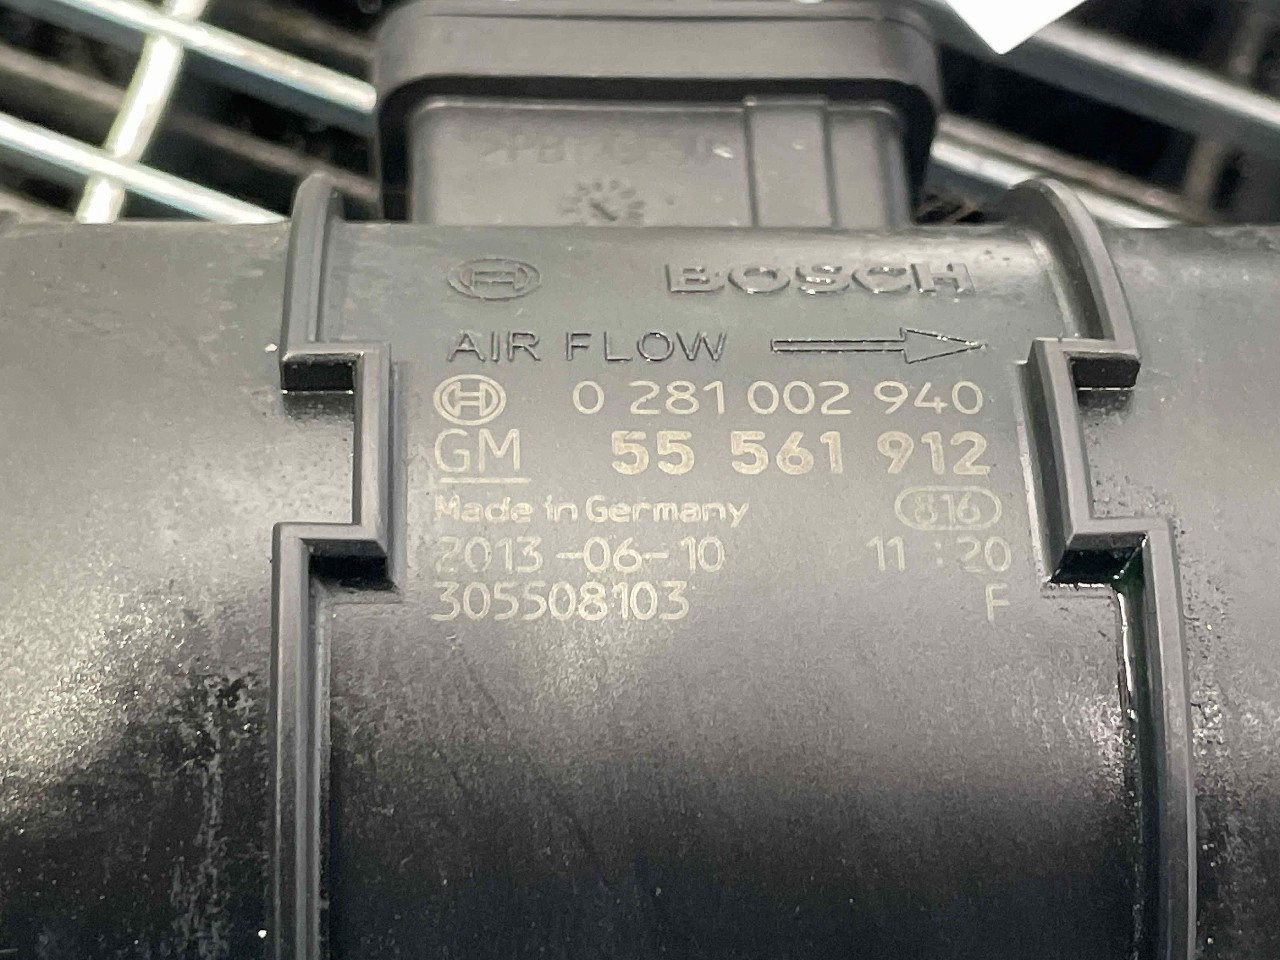 BOSCH
AIR FLOW
0 281 002 940
GM 55 561 912
Made in Germany 816
2013-06-10 11:20
305508103 F